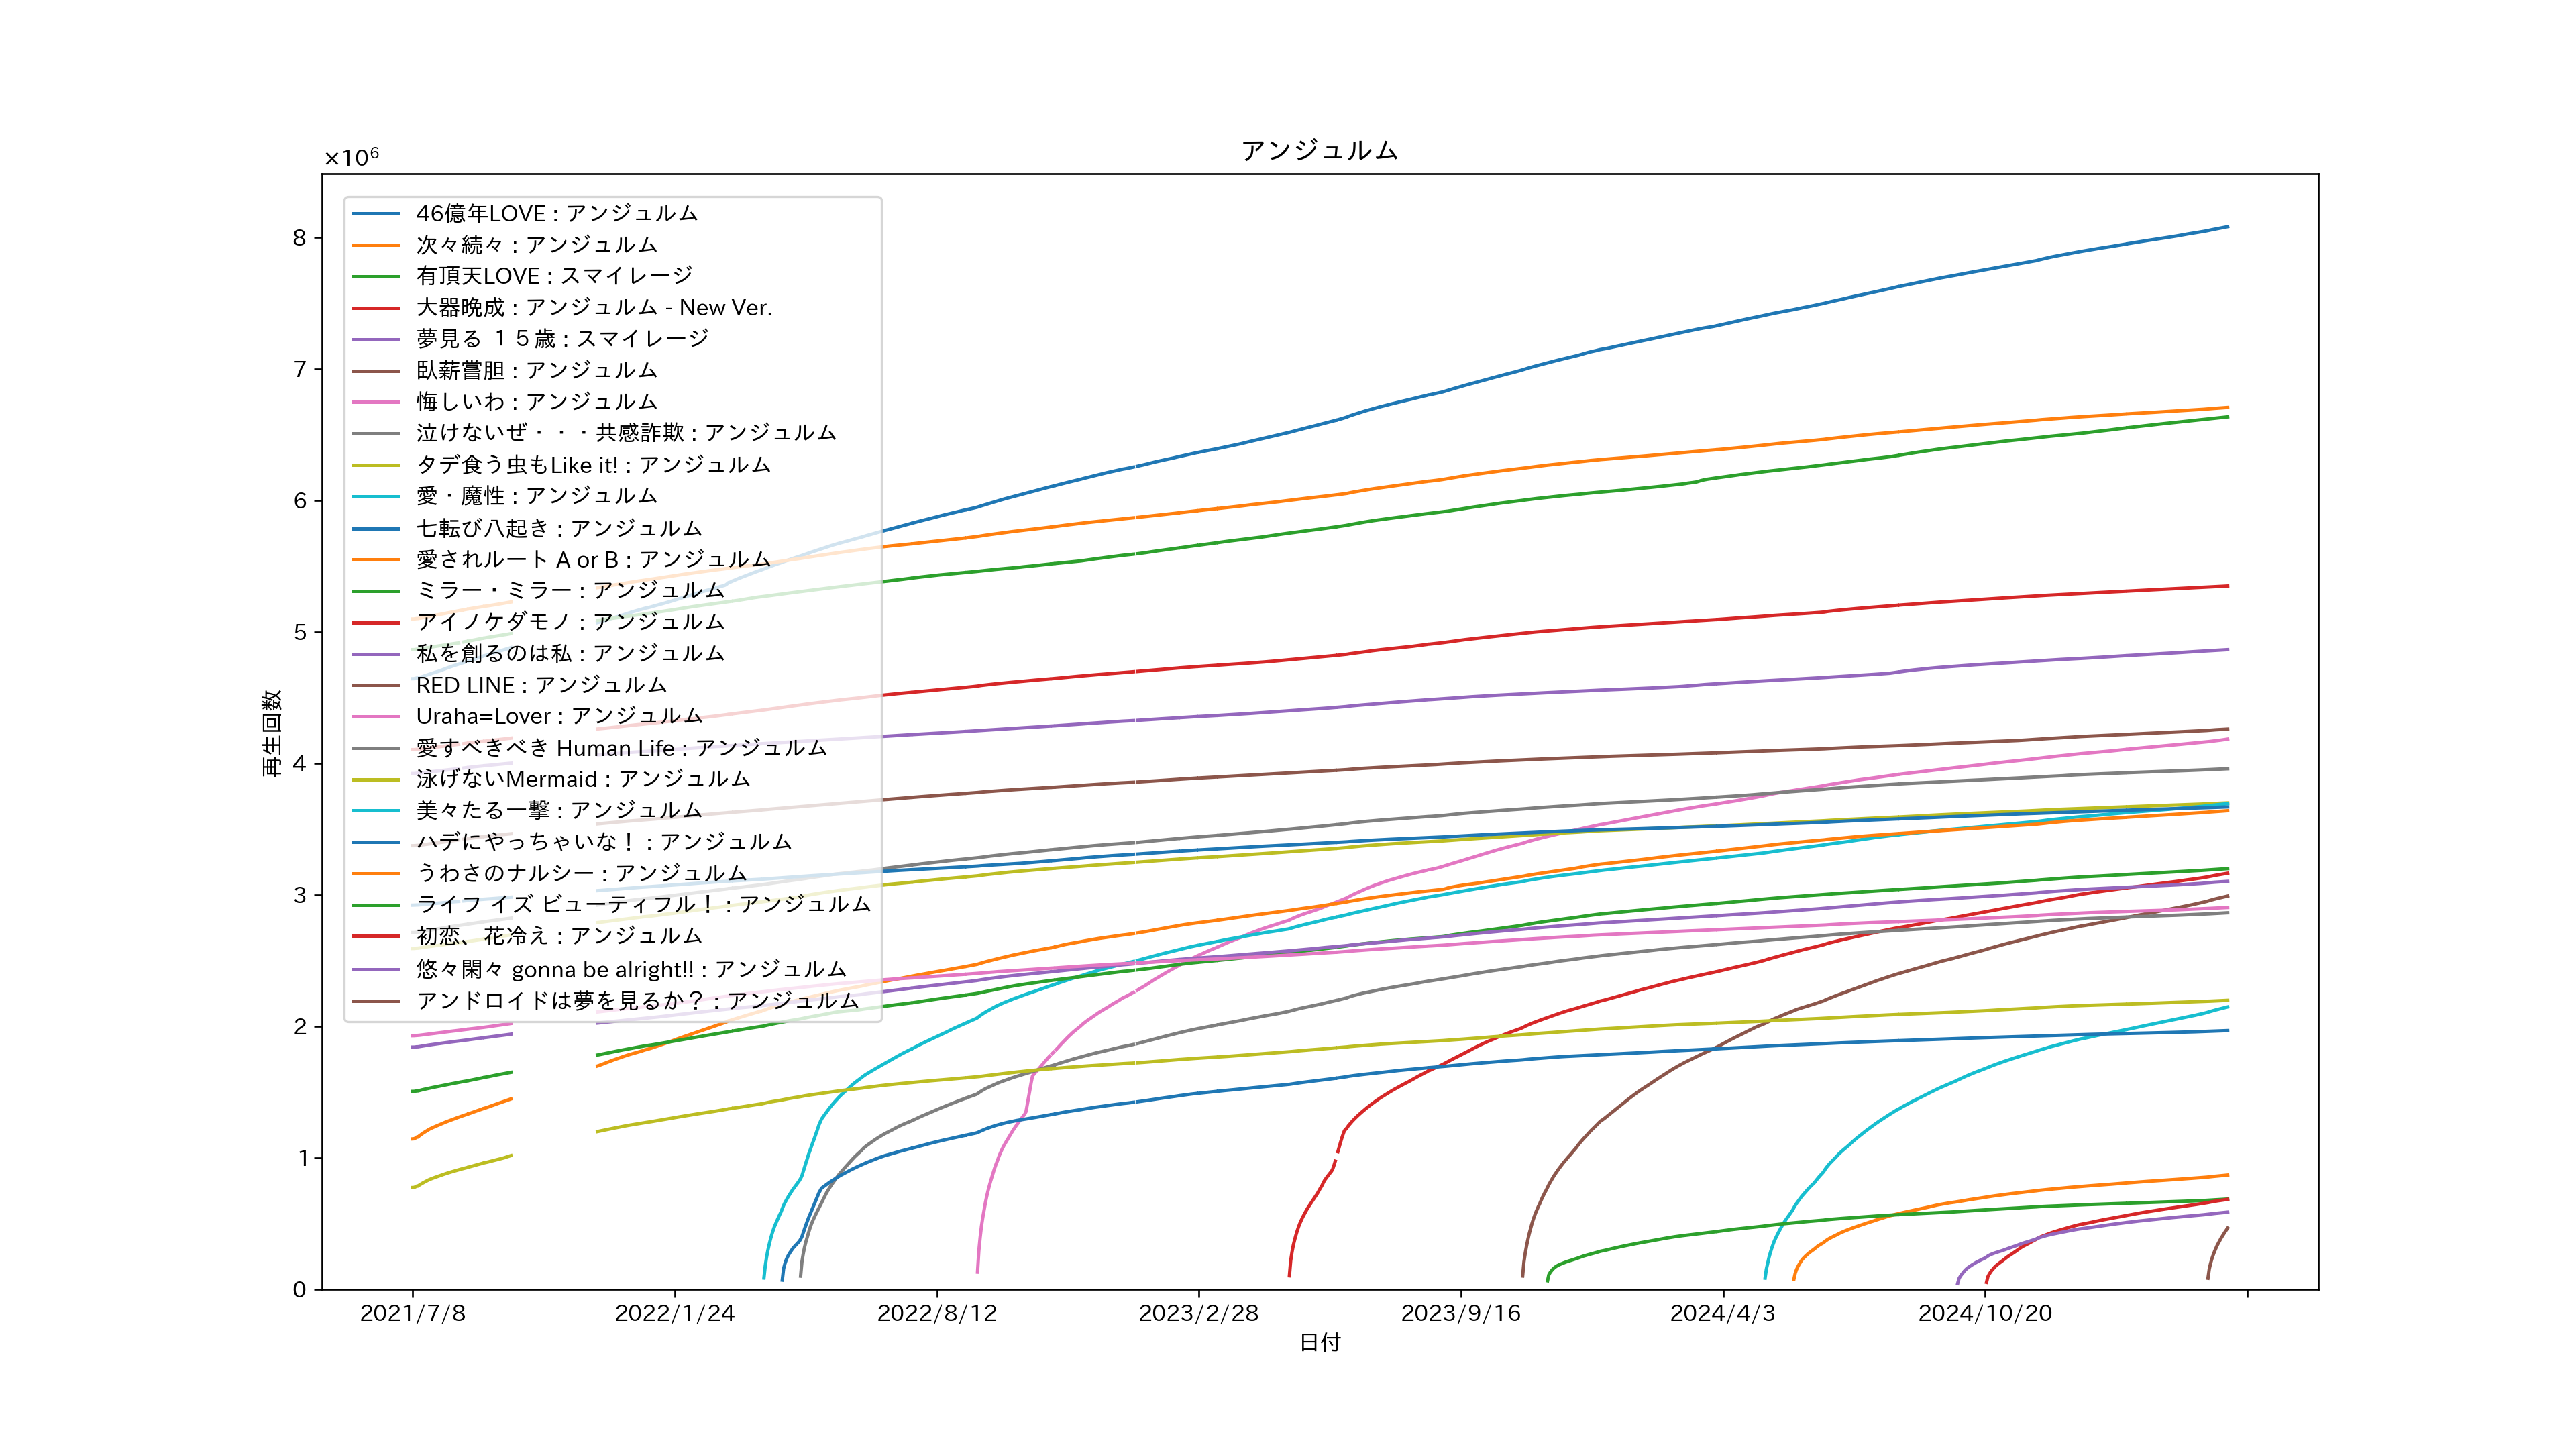 アンジュルム
×10⁶
46億年LOVE : アンジュルム
次々続々 : アンジュルム
有頂天LOVE : スマイレージ
大器晩成 : アンジュルム - New Ver.
夢見る １５歳 : スマイレージ
臥薪嘗胆 : アンジュルム
悔しいわ : アンジュルム
泣けないぜ・・・共感詐欺 : アンジュルム
タデ食う虫もLike it! : アンジュルム
愛・魔性 : アンジュルム
七転び八起き : アンジュルム
愛されルート A or B : アンジュルム
ミラー・ミラー : アンジュルム
アイノケダモノ : アンジュルム
私を創るのは私 : アンジュルム
RED LINE : アンジュルム
Uraha=Lover : アンジュルム
愛すべきべき Human Life : アンジュルム
泳げないMermaid : アンジュルム
美々たる一撃 : アンジュルム
ハデにやっちゃいな！ : アンジュルム
うわさのナルシー : アンジュルム
ライフ イズ ビューティフル！ : アンジュルム
初恋、花冷え : アンジュルム
悠々閑々 gonna be alright!! : アンジュルム
アンドロイドは夢を見るか？ : アンジュルム
8
7
6
5
4
3
2
1
0
再生回数
2021/7/8
2022/1/24
2022/8/12
2023/2/28
2023/9/16
2024/4/3
2024/10/20
日付